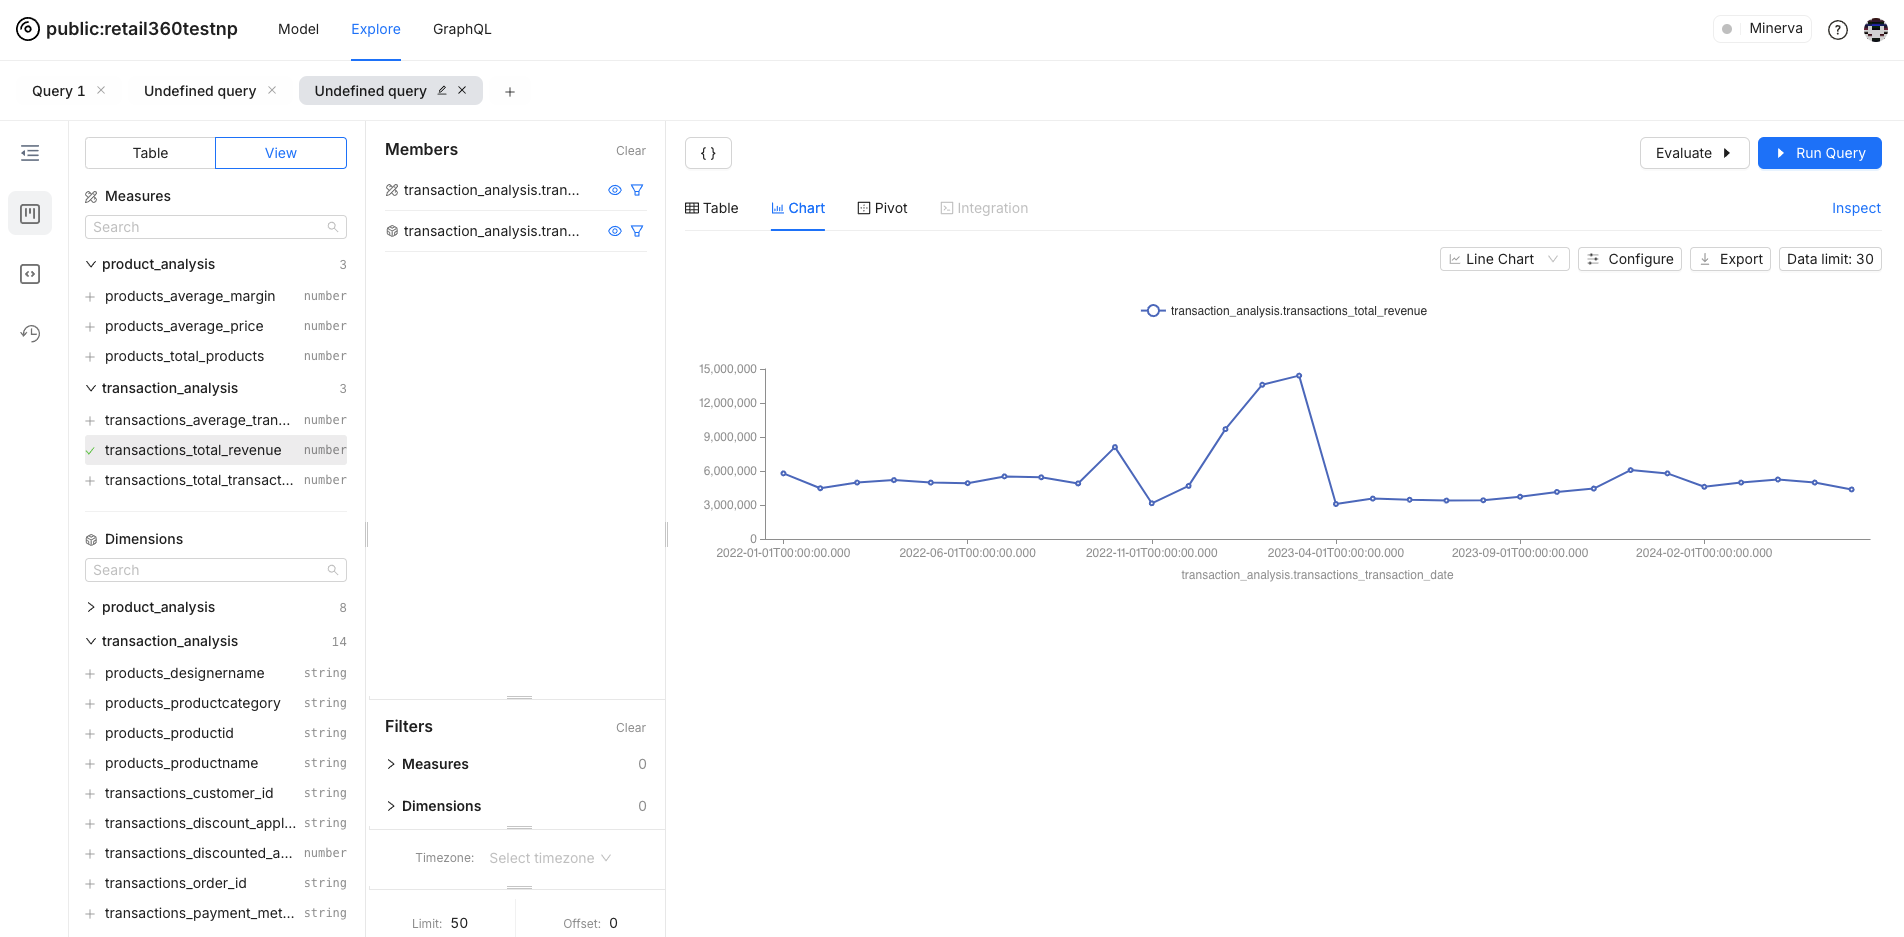 public:retail360testnp
Model
Explore
GraphQL
Minerva
?
Query 1
Undefined query
Undefined query
Table
View
Measures
Search
product_analysis 3
products_average_margin number
products_average_price number
products_total_products number
transaction_analysis 3
transactions_average_tran... number
transactions_total_revenue number
transactions_total_transact... number
Dimensions
Search
product_analysis 8
transaction_analysis 14
products_designername string
products_productcategory string
products_productid string
products_productname string
transactions_customer_id string
transactions_discount_appl... string
transactions_discounted_a... number
transactions_order_id string
transactions_payment_met... string
Members Clear
transaction_analysis.tran...
transaction_analysis.tran...
Filters Clear
Measures 0
Dimensions 0
Timezone: Select timezone
Limit: 50
Offset: 0
{ }
Evaluate
Run Query
Table
Chart
Pivot
Integration
Inspect
Line Chart
Configure
Export
Data limit: 30
transaction_analysis.transactions_total_revenue
15,000,000
12,000,000
9,000,000
6,000,000
3,000,000
0
2022-01-01T00:00:00.000
2022-06-01T00:00:00.000
2022-11-01T00:00:00.000
2023-04-01T00:00:00.000
2023-09-01T00:00:00.000
2024-02-01T00:00:00.000
transaction_analysis.transactions_transaction_date